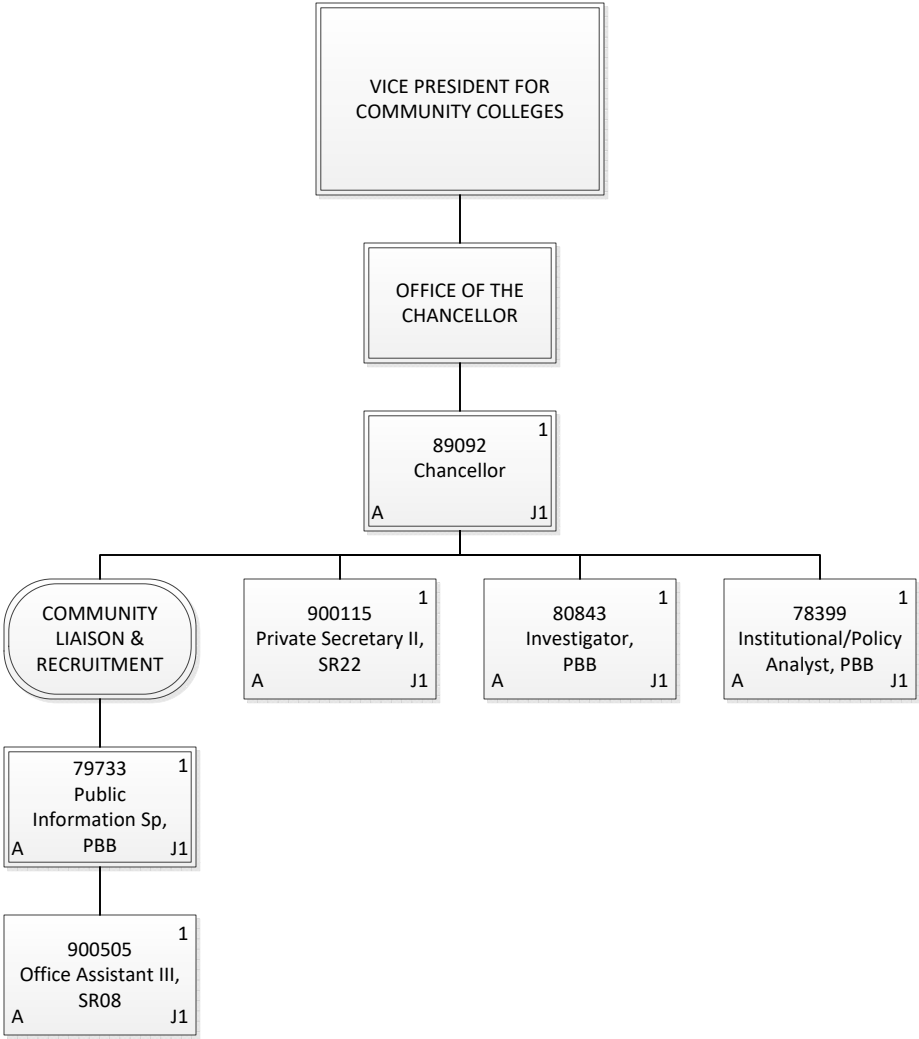 VICE PRESIDENT FOR
COMMUNITY COLLEGES
OFFICE OF THE
CHANCELLOR
1
89092
Chancellor
A J1
COMMUNITY
LIAISON &
RECRUITMENT
1
900115
Private Secretary II,
SR22
A J1
1
80843
Investigator,
PBB
A J1
1
78399
Institutional/Policy
Analyst, PBB
A J1
1
79733
Public
Information Sp,
PBB
A J1
1
900505
Office Assistant III,
SR08
A J1